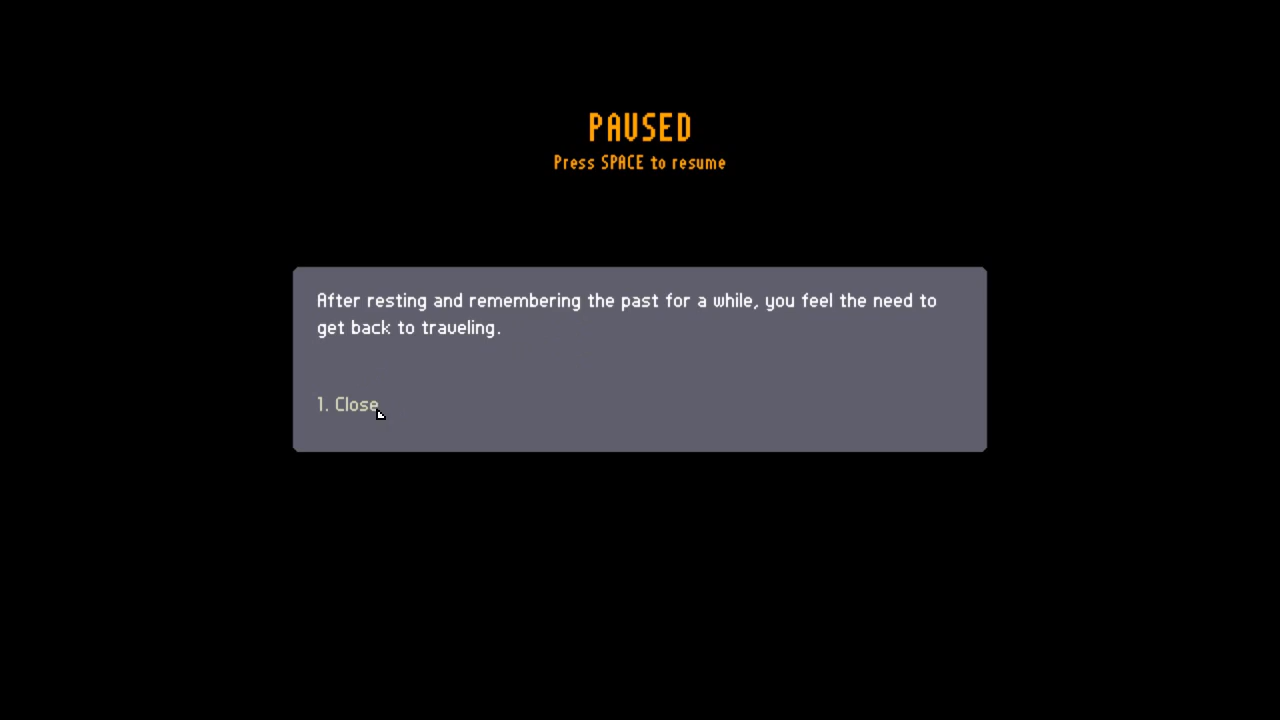 PAUSED
Press SPACE to resume
After resting and remembering the past for a while, you feel the need to
get back to traveling.
1. Close